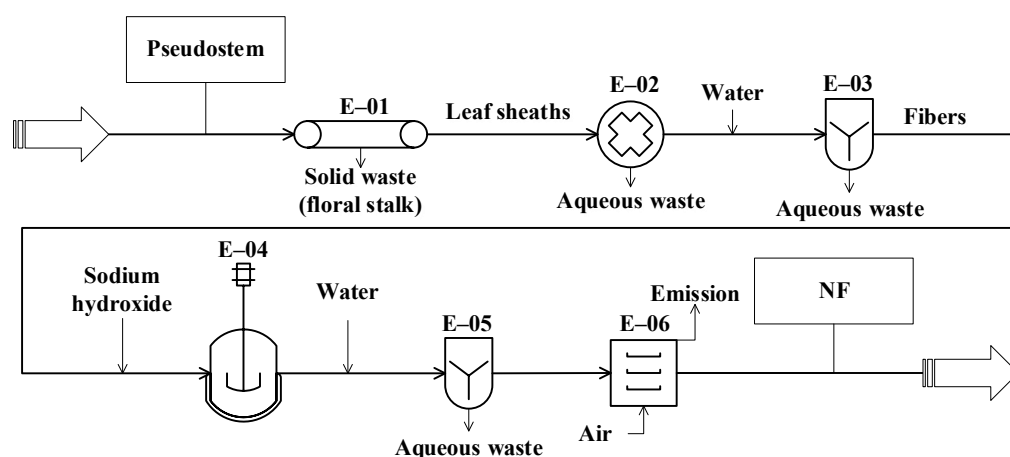 Pseudostem
E–01
Leaf sheaths
E–02
Water
E–03
Fibers
Solid waste
(floral stalk)
Aqueous waste
Aqueous waste
E–04
Sodium
hydroxide
Water
E–05
Emission
E–06
NF
Aqueous waste
Air